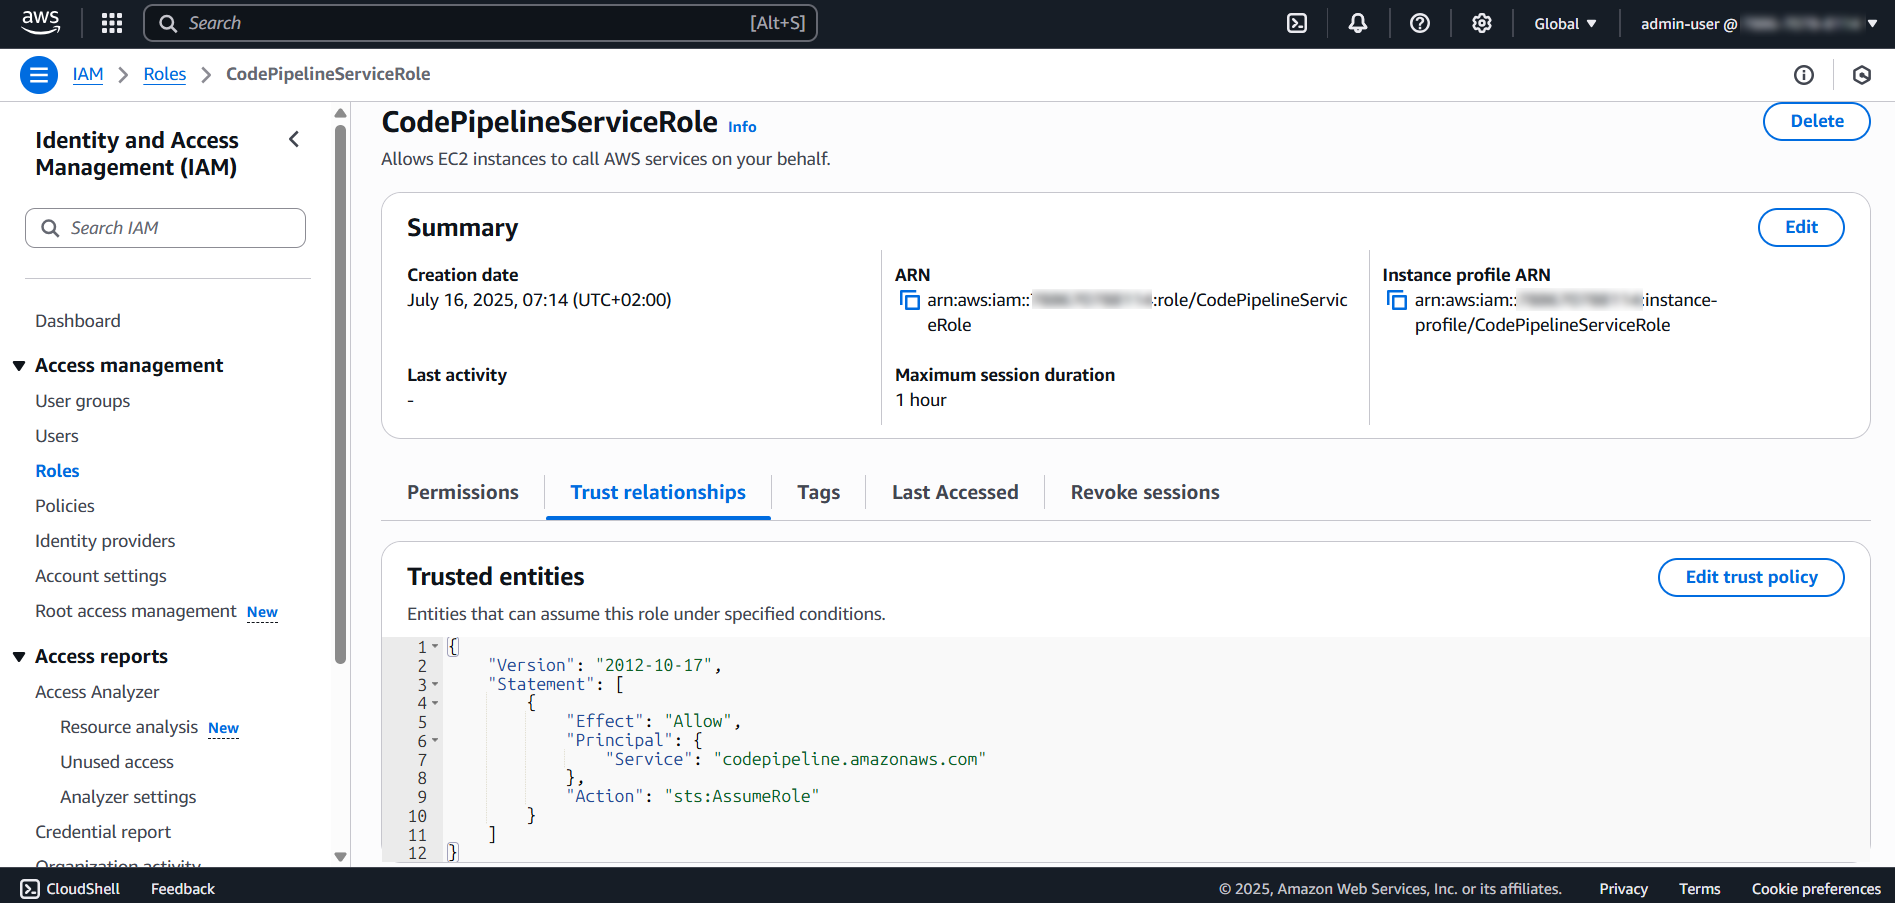 aws
Search [Alt+S]
Global
admin-user @
IAM
Roles
CodePipelineServiceRole
Identity and Access
Management (IAM)
Search IAM
Dashboard
Access management
User groups
Users
Roles
Policies
Identity providers
Account settings
Root access management New
Access reports
Access Analyzer
Resource analysis New
Unused access
Analyzer settings
Credential report
Organization activity
CodePipelineServiceRole Info
Delete
Allows EC2 instances to call AWS services on your behalf.
Summary
Edit
Creation date
July 16, 2025, 07:14 (UTC+02:00)
Last activity
-
ARN
arn:aws:iam:: :role/CodePipelineServic
eRole
Maximum session duration
1 hour
Instance profile ARN
arn:aws:iam:: :instance-
profile/CodePipelineServiceRole
Permissions
Trust relationships
Tags
Last Accessed
Revoke sessions
Trusted entities
Edit trust policy
Entities that can assume this role under specified conditions.
1 {
2 "Version": "2012-10-17",
3 "Statement": [
4 {
5 "Effect": "Allow",
6 "Principal": {
7 "Service": "codepipeline.amazonaws.com"
8 },
9 "Action": "sts:AssumeRole"
10 }
11 ]
12 }
CloudShell
Feedback
© 2025, Amazon Web Services, Inc. or its affiliates.
Privacy
Terms
Cookie preferences